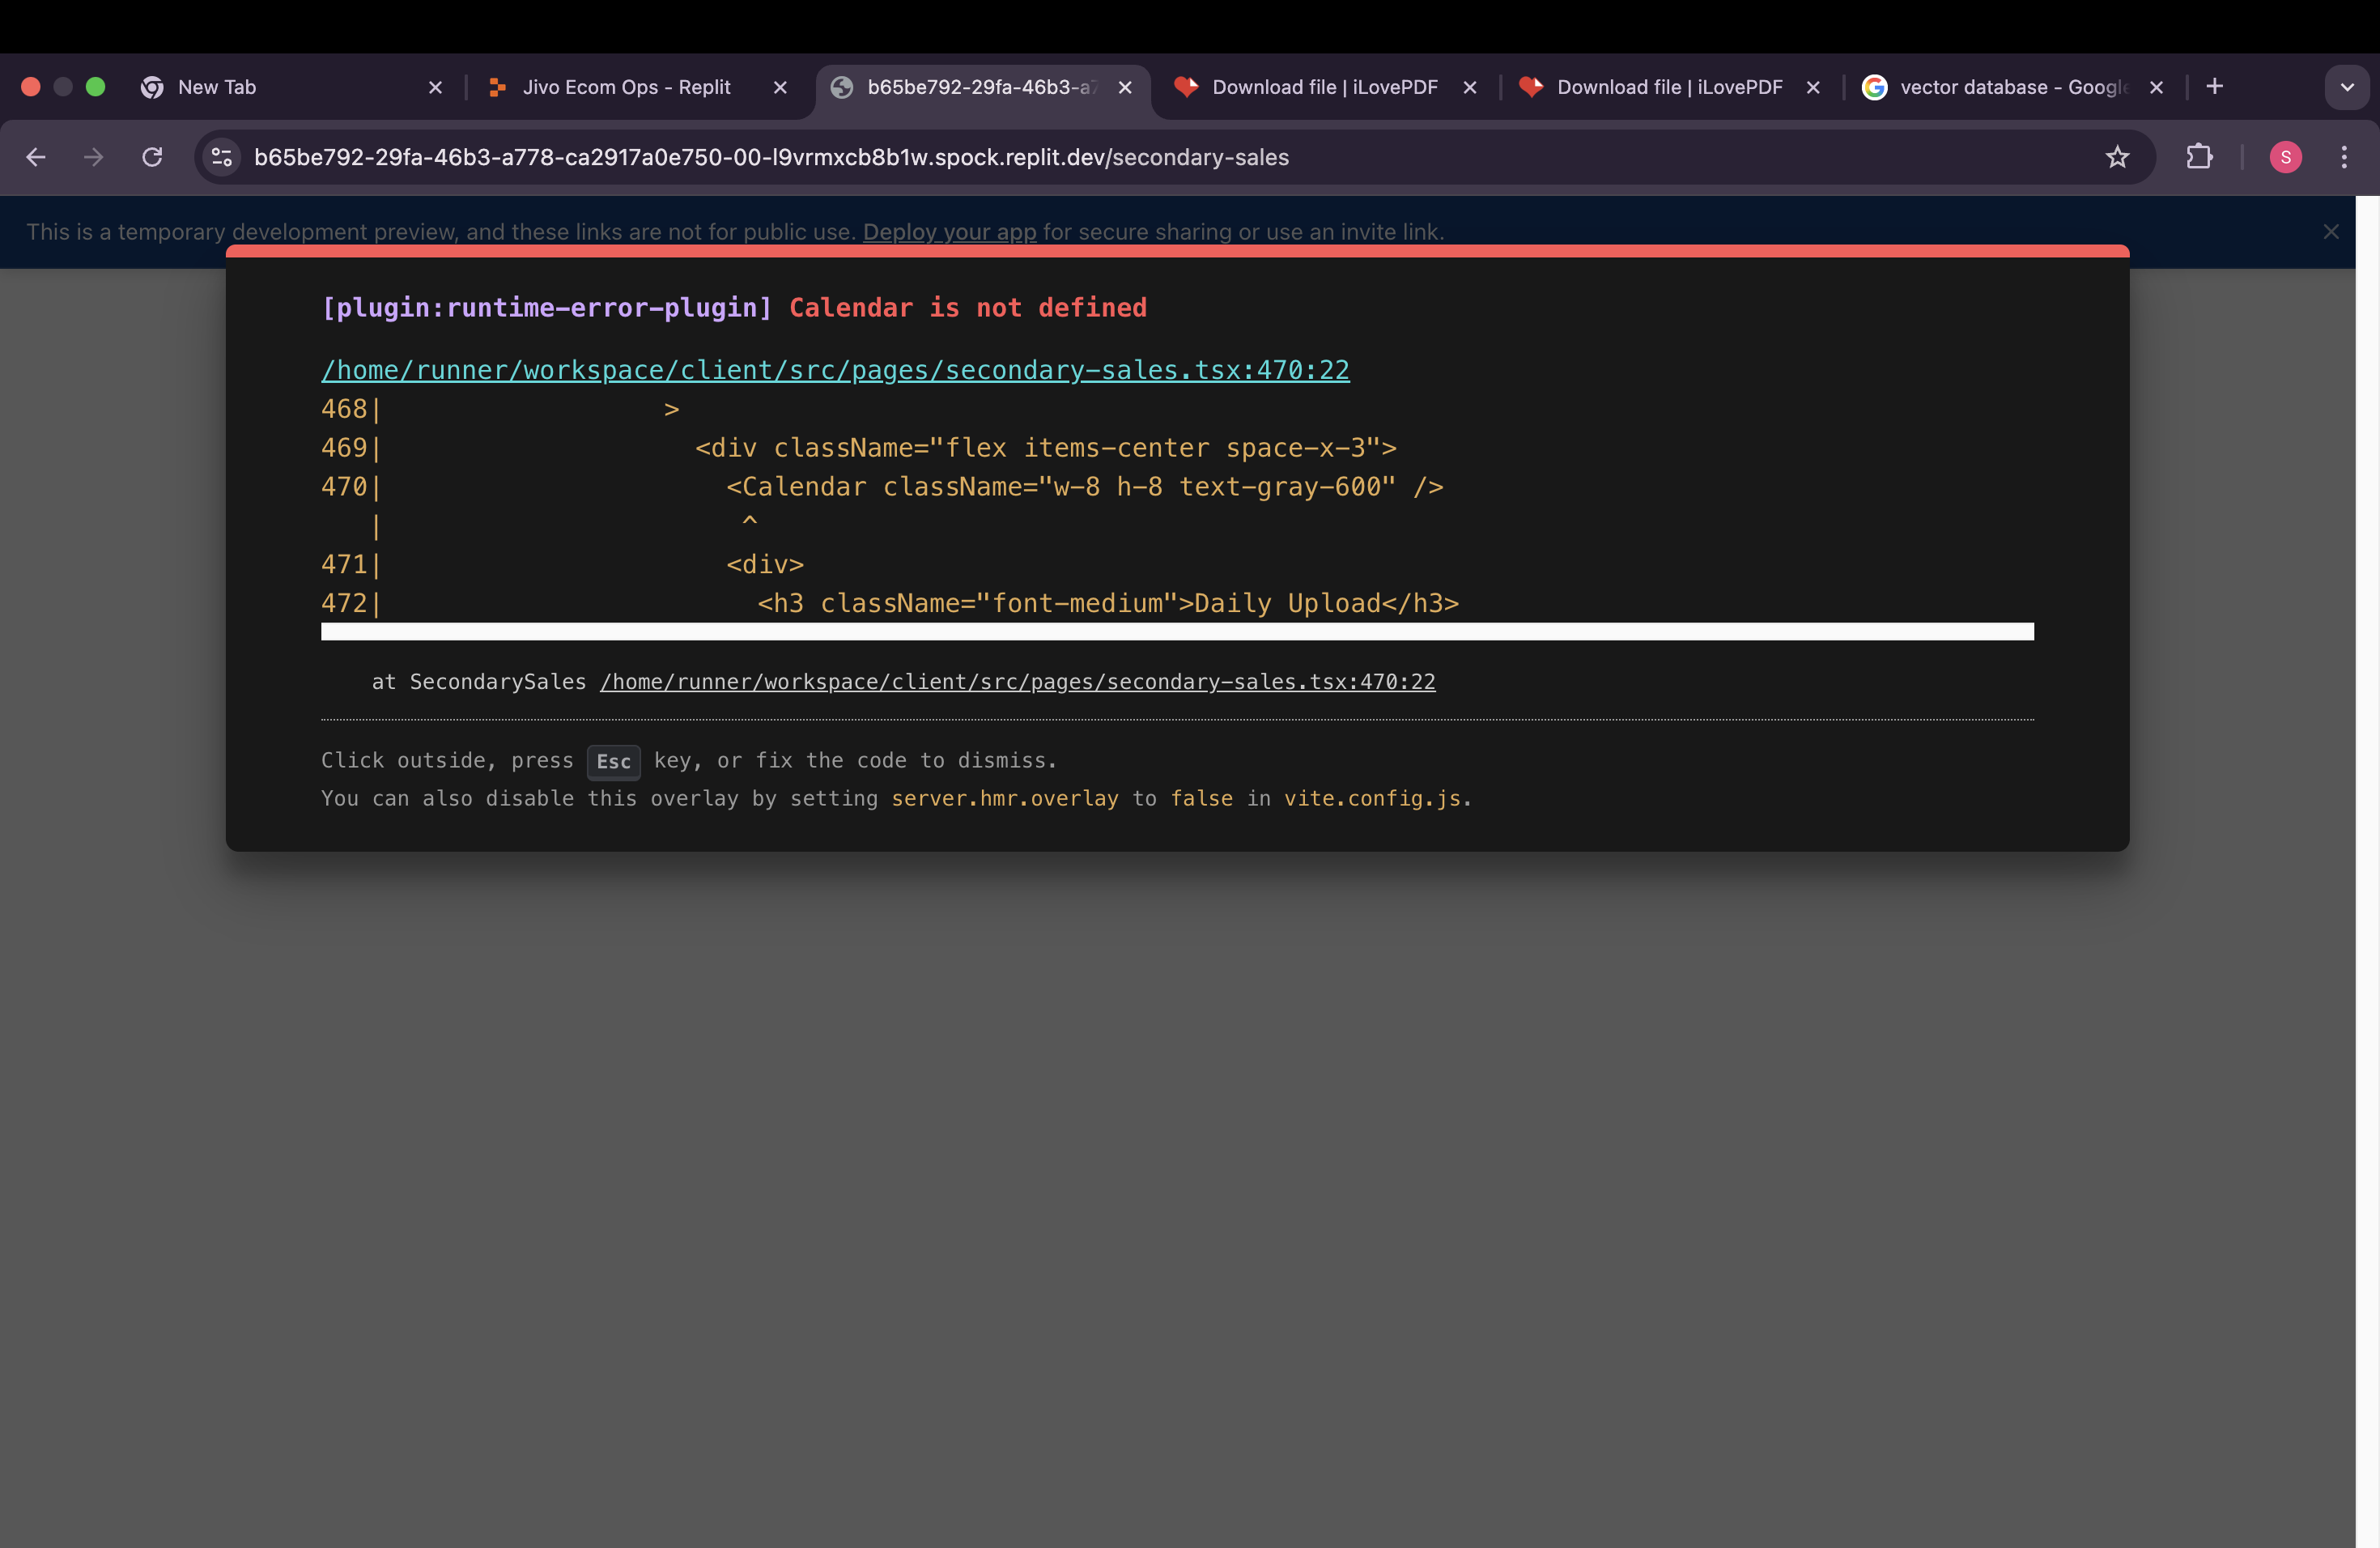 New Tab
Jivo Ecom Ops - Replit
b65be792-29fa-46b3-a7
Download file | iLovePDF
Download file | iLovePDF
vector database - Google
b65be792-29fa-46b3-a778-ca2917a0e750-00-l9vrmxcb8b1w.spock.replit.dev/secondary-sales
S
This is a temporary development preview, and these links are not for public use. Deploy your app for secure sharing or use an invite link.
[plugin:runtime-error-plugin] Calendar is not defined
/home/runner/workspace/client/src/pages/secondary-sales.tsx:470:22
468|                  >
469|                    <div className="flex items-center space-x-3">
470|                      <Calendar className="w-8 h-8 text-gray-600" />
   |                       ^
471|                      <div>
472|                        <h3 className="font-medium">Daily Upload</h3>
at SecondarySales /home/runner/workspace/client/src/pages/secondary-sales.tsx:470:22
Click outside, press Esc key, or fix the code to dismiss.
You can also disable this overlay by setting server.hmr.overlay to false in vite.config.js.